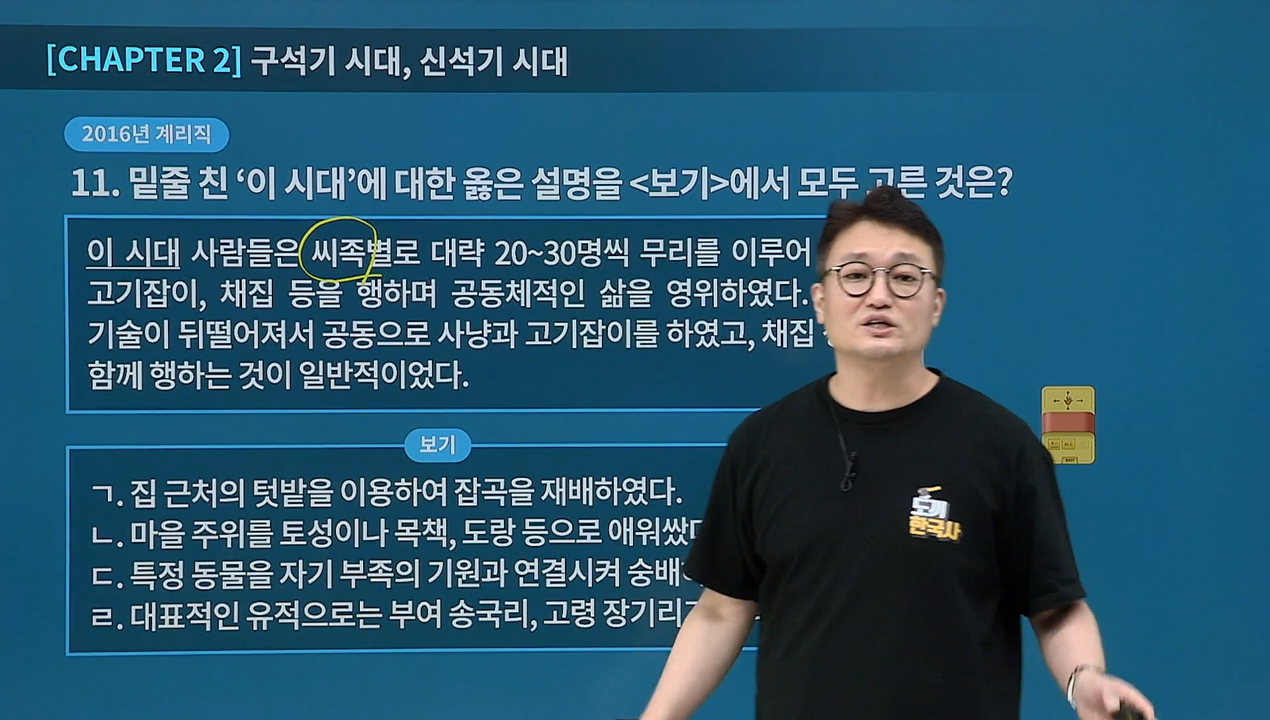 [CHAPTER 2] 구석기 시대, 신석기 시대
2016년 계리직
11. 밑줄 친 ‘이 시대’에 대한 옳은 설명을 <보기>에서 모두 고른 것은?
이 시대 사람들은 씨족별로 대략 20~30명씩 무리를 이루어
고기잡이, 채집 등을 행하며 공동체적인 삶을 영위하였다.
기술이 뒤떨어져서 공동으로 사냥과 고기잡이를 하였고, 채집
함께 행하는 것이 일반적이었다.
보기
ㄱ. 집 근처의 텃밭을 이용하여 잡곡을 재배하였다.
ㄴ. 마을 주위를 토성이나 목책, 도랑 등으로 에워쌌다
ㄷ. 특정 동물을 자기 부족의 기원과 연결시켜 숭배하
ㄹ. 대표적인 유적으로는 부여 송국리, 고령 장기리
도끼
한국사